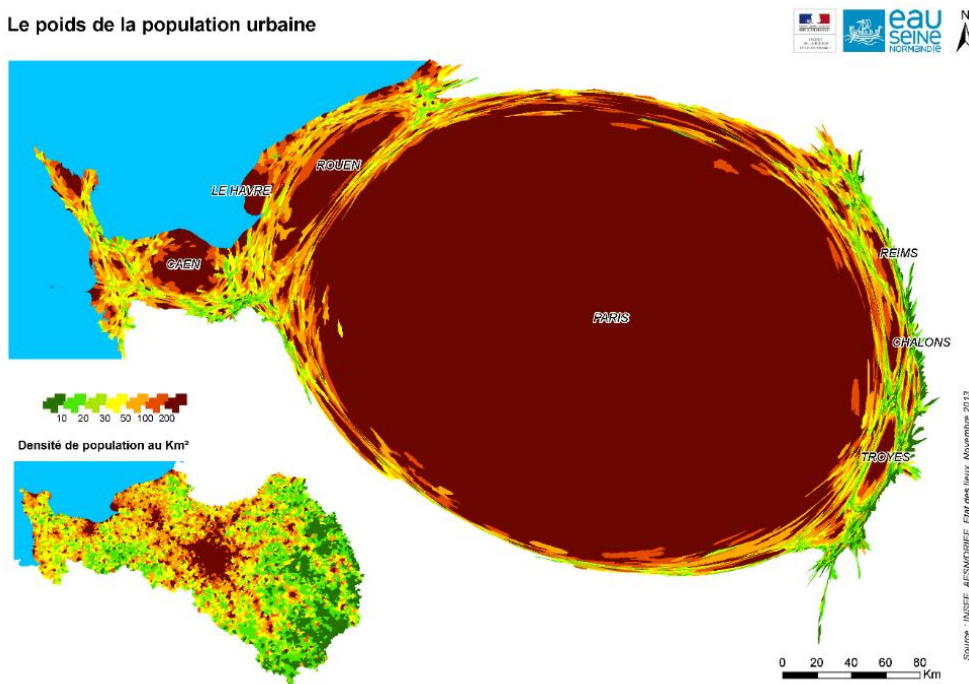 Le poids de la population urbaine
eau
SEINE
NORMANDIE
N
ROUEN
LE HAVRE
CAEN
REIMS
PARIS
CHALONS
TROYES
10 20 30 50 100 200
Densité de population au Km²
Source : INSEE, AESN/DRIEE, Etat des lieux, Novembre 2013
0 20 40 60 80
Km